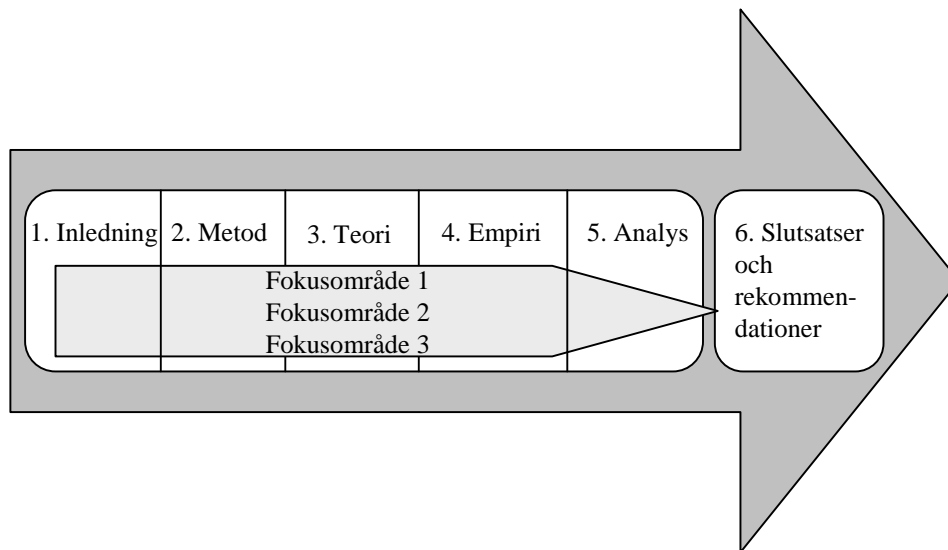 1. Inledning
2. Metod
3. Teori
4. Empiri
5. Analys
6. Slutsatser
och
rekommen-
dationer
Fokusområde 1
Fokusområde 2
Fokusområde 3